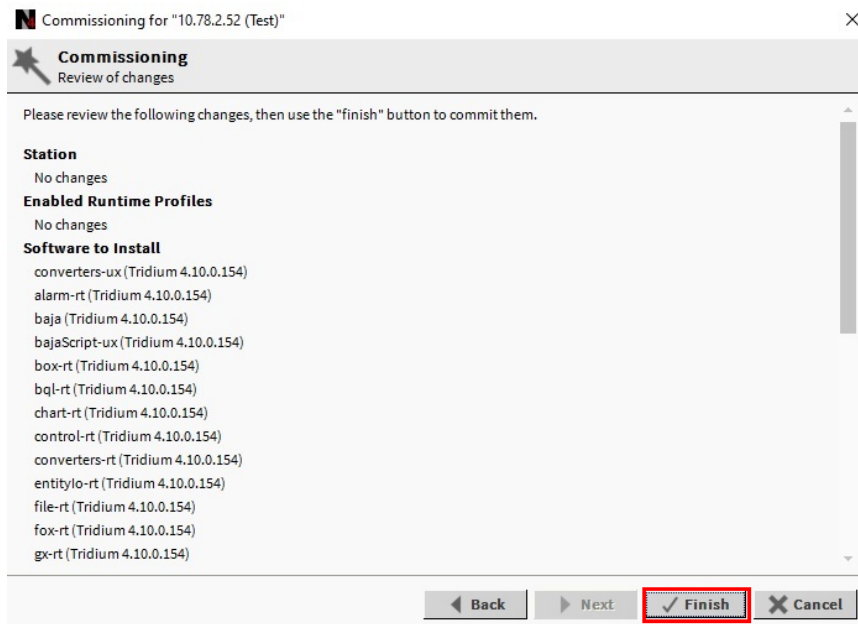 Commissioning for "10.78.2.52 (Test)"
Commissioning
Review of changes
Please review the following changes, then use the "finish" button to commit them.
Station
No changes
Enabled Runtime Profiles
No changes
Software to Install
converters-ux (Tridium 4.10.0.154)
alarm-rt (Tridium 4.10.0.154)
baja (Tridium 4.10.0.154)
bajaScript-ux (Tridium 4.10.0.154)
box-rt (Tridium 4.10.0.154)
bql-rt (Tridium 4.10.0.154)
chart-rt (Tridium 4.10.0.154)
control-rt (Tridium 4.10.0.154)
converters-rt (Tridium 4.10.0.154)
entityIo-rt (Tridium 4.10.0.154)
file-rt (Tridium 4.10.0.154)
fox-rt (Tridium 4.10.0.154)
gx-rt (Tridium 4.10.0.154)
Back Next Finish Cancel